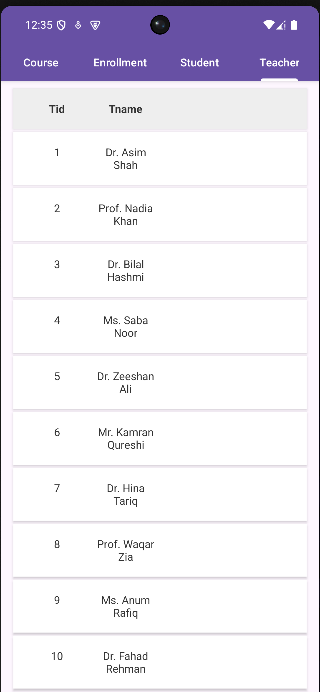 12:35
Course Enrollment Student Teacher
Tid Tname
1 Dr. Asim
Shah
2 Prof. Nadia
Khan
3 Dr. Bilal
Hashmi
4 Ms. Saba
Noor
5 Dr. Zeeshan
Ali
6 Mr. Kamran
Qureshi
7 Dr. Hina
Tariq
8 Prof. Waqar
Zia
9 Ms. Anum
Rafiq
10 Dr. Fahad
Rehman